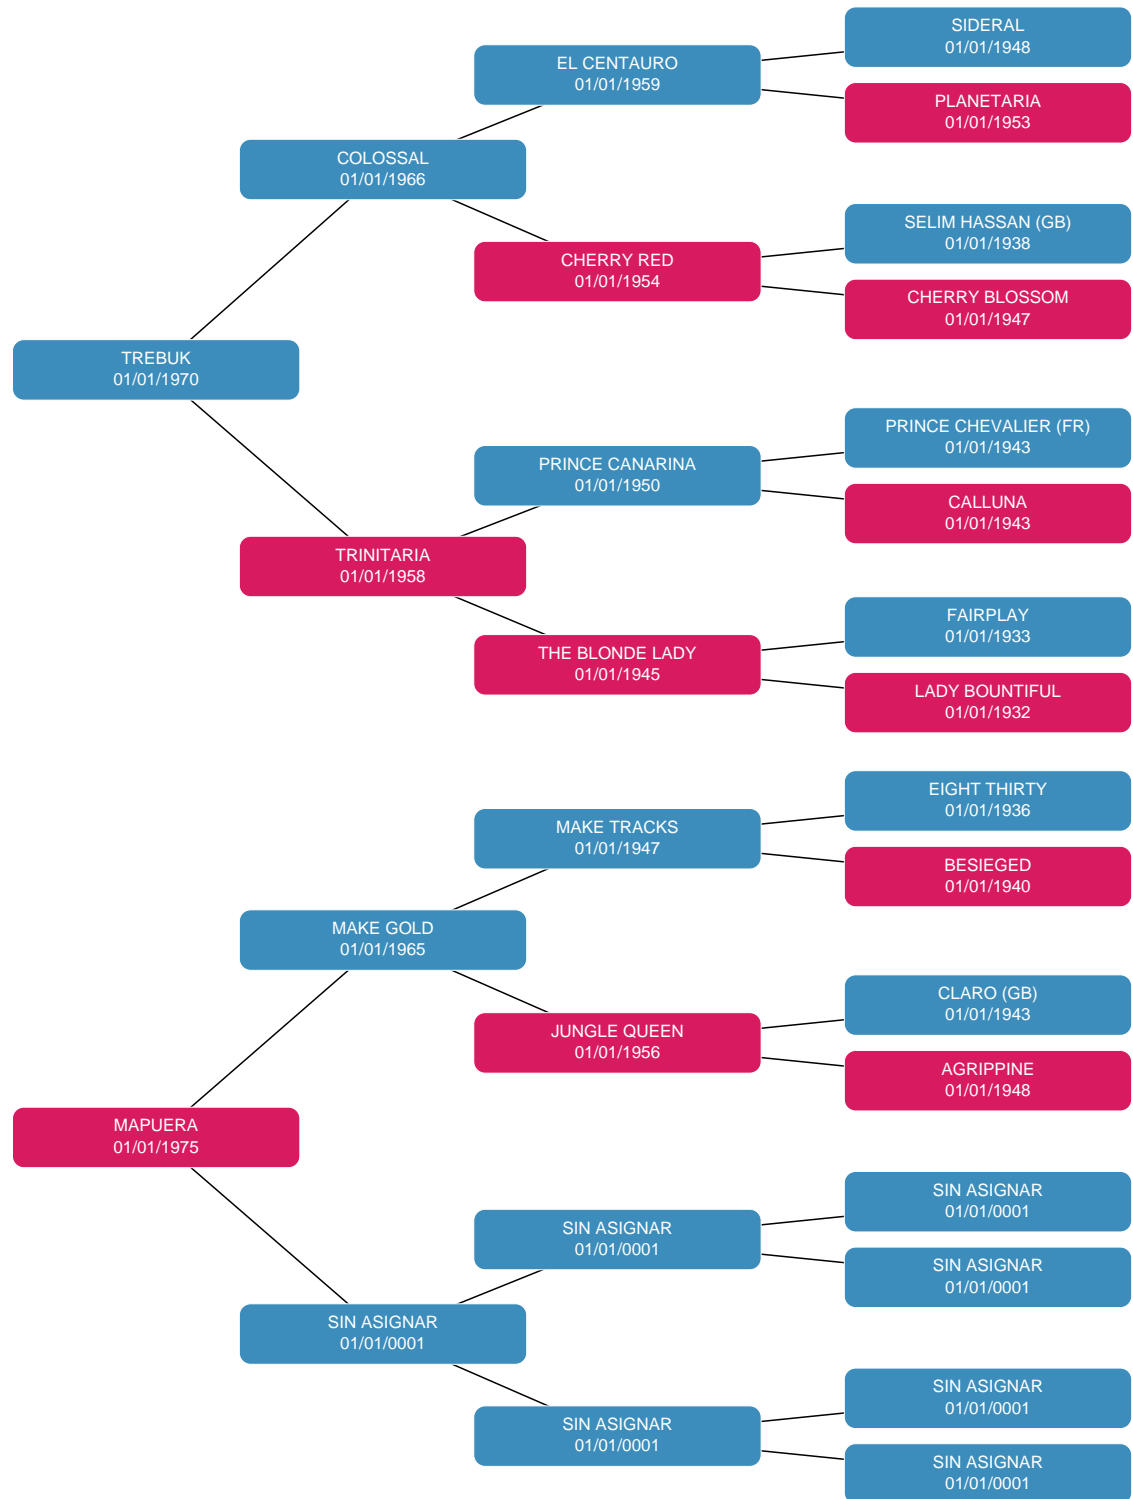 SIDERAL
01/01/1948
EL CENTAURO
01/01/1959
PLANETARIA
01/01/1953
COLOSSAL
01/01/1966
SELIM HASSAN (GB)
01/01/1938
CHERRY RED
01/01/1954
CHERRY BLOSSOM
01/01/1947
TREBUK
01/01/1970
PRINCE CHEVALIER (FR)
01/01/1943
PRINCE CANARINA
01/01/1950
CALLUNA
01/01/1943
TRINITARIA
01/01/1958
FAIRPLAY
01/01/1933
THE BLONDE LADY
01/01/1945
LADY BOUNTIFUL
01/01/1932
EIGHT THIRTY
01/01/1936
MAKE TRACKS
01/01/1947
BESIEGED
01/01/1940
MAKE GOLD
01/01/1965
CLARO (GB)
01/01/1943
JUNGLE QUEEN
01/01/1956
AGRIPPINE
01/01/1948
MAPUERA
01/01/1975
SIN ASIGNAR
01/01/0001
SIN ASIGNAR
01/01/0001
SIN ASIGNAR
01/01/0001
SIN ASIGNAR
01/01/0001
SIN ASIGNAR
01/01/0001
SIN ASIGNAR
01/01/0001
SIN ASIGNAR
01/01/0001